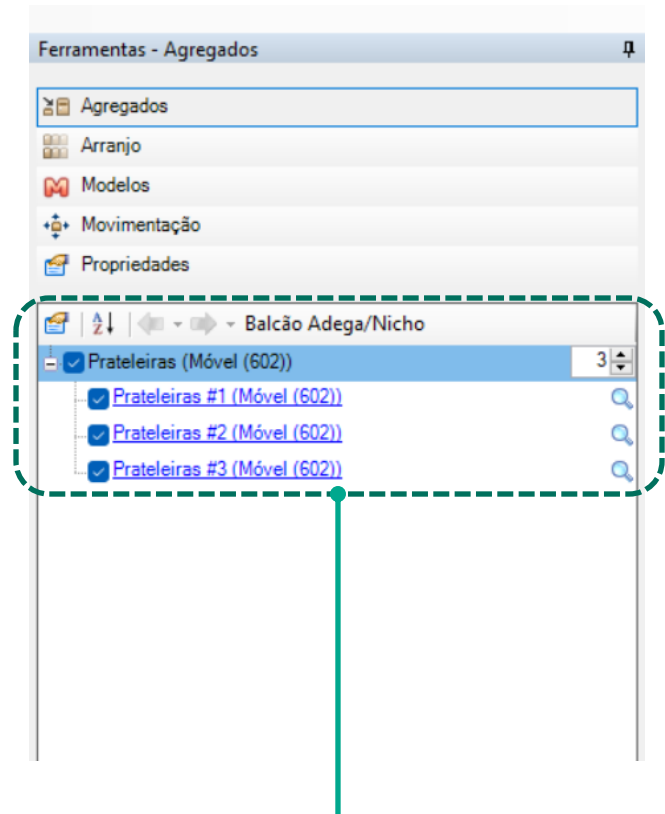 Ferramentas - Agregados
Agregados
Arranjo
Modelos
Movimentação
Propriedades
Balcão Adega/Nicho
Prateleiras (Móvel (602)) 3
Prateleiras #1 (Móvel (602))
Prateleiras #2 (Móvel (602))
Prateleiras #3 (Móvel (602))